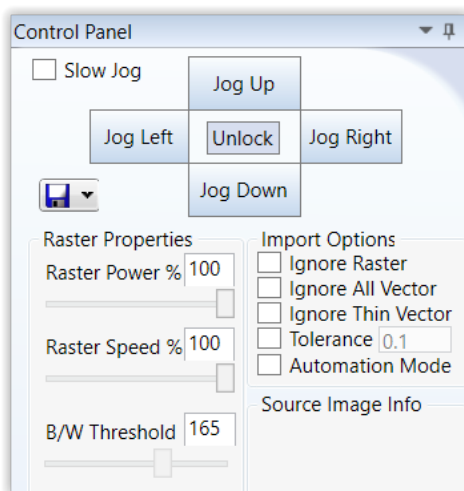 Control Panel
Slow Jog
Jog Up
Jog Left
Unlock
Jog Right
Jog Down
Raster Properties
Raster Power % 100
Raster Speed % 100
B/W Threshold 165
Import Options
Ignore Raster
Ignore All Vector
Ignore Thin Vector
Tolerance 0.1
Automation Mode
Source Image Info